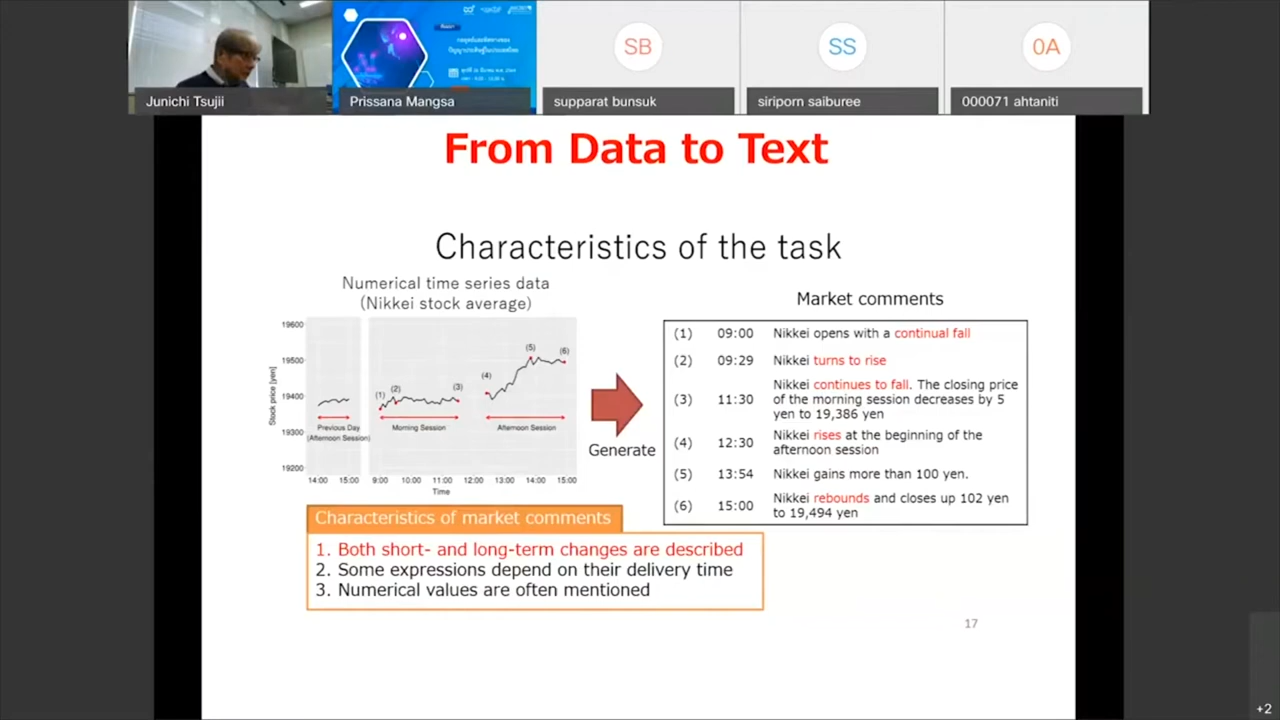 SB
SS
0A
Junichi Tsujii
Prissana Mangsa
supparat bunsuk
siriporn saiburee
000071 ahtaniti
From Data to Text
Characteristics of the task
Numerical time series data
(Nikkei stock average)
19600
19500
19400
19300
19200
Stock price [yen]
(1)
(2)
(3)
(4)
(5)
(6)
Previous Day
(Afternoon Session)
Morning Session
Afternoon Session
14:00
15:00
9:00
10:00
11:00
12:00
13:00
14:00
15:00
Time
Generate
Market comments
(1) 09:00 Nikkei opens with a continual fall
(2) 09:29 Nikkei turns to rise
(3) 11:30 Nikkei continues to fall. The closing price
of the morning session decreases by 5
yen to 19,386 yen
(4) 12:30 Nikkei rises at the beginning of the
afternoon session
(5) 13:54 Nikkei gains more than 100 yen.
(6) 15:00 Nikkei rebounds and closes up 102 yen
to 19,494 yen
Characteristics of market comments
1. Both short- and long-term changes are described
2. Some expressions depend on their delivery time
3. Numerical values are often mentioned
17
+2